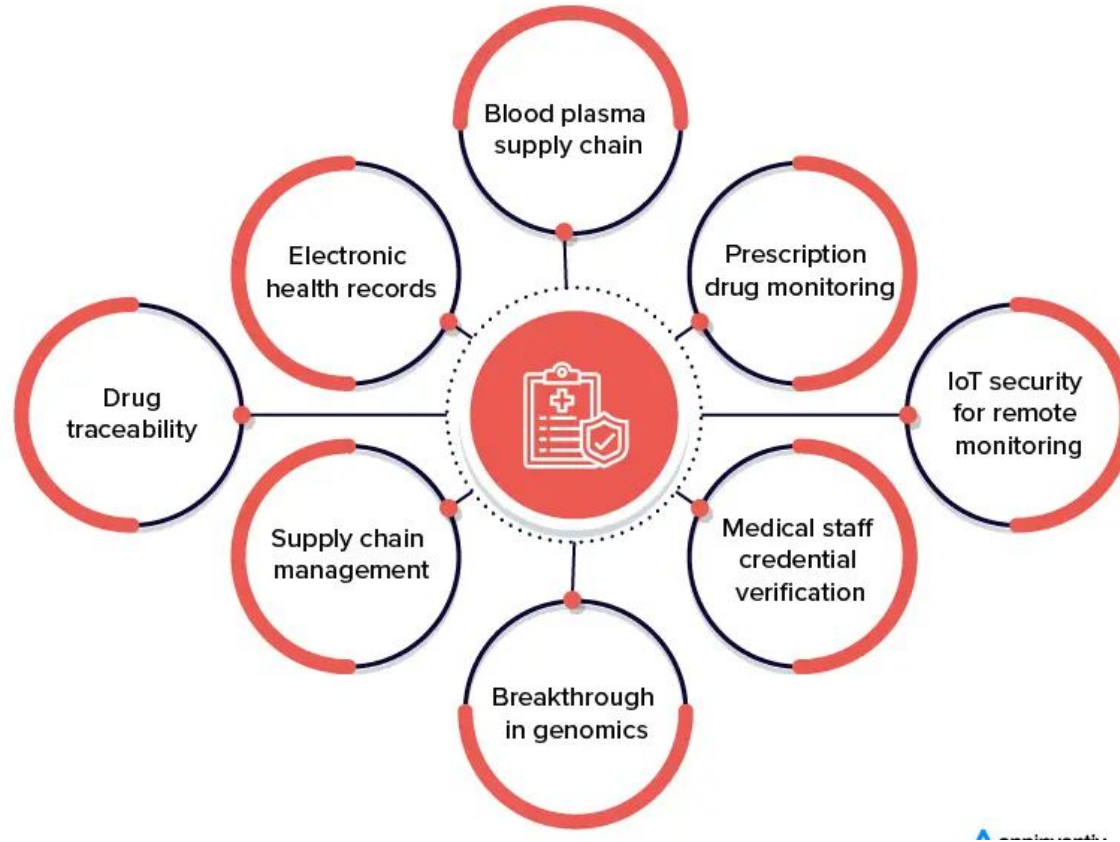 Blood plasma
supply chain
Electronic
health records
Prescription
drug monitoring
Drug
traceability
IoT security
for remote
monitoring
Supply chain
management
Medical staff
credential
verification
Breakthrough
in genomics